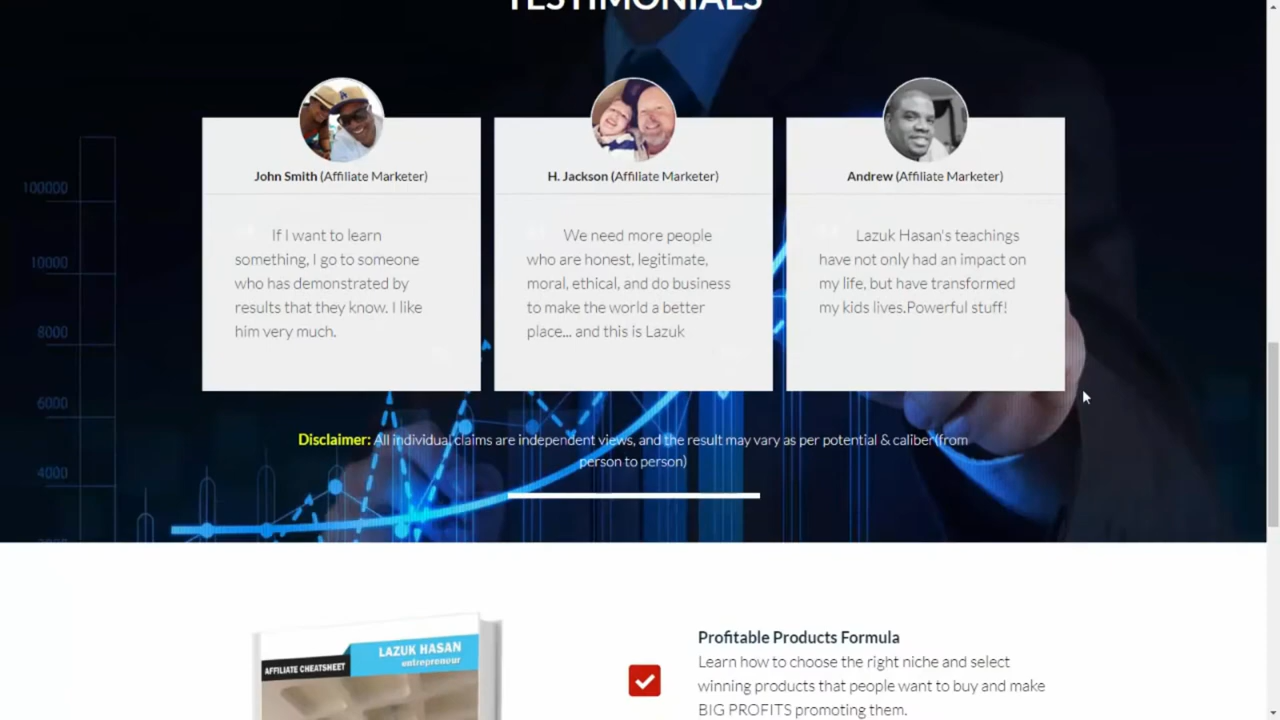 TESTIMONIALS
John Smith (Affiliate Marketer)
If I want to learn
something, I go to someone
who has demonstrated by
results that they know. I like
him very much.
H. Jackson (Affiliate Marketer)
We need more people
who are honest, legitimate,
moral, ethical, and do business
to make the world a better
place... and this is Lazuk
Andrew (Affiliate Marketer)
Lazuk Hasan's teachings
have not only had an impact on
my life, but have transformed
my kids lives.Powerful stuff!
100000
10000
8000
6000
4000
Disclaimer: All individual claims are independent views, and the result may vary as per potential & caliber(from
person to person)
LAZUK HASAN
entrepreneur
AFFILIATE CHEATSHEET
Profitable Products Formula
Learn how to choose the right niche and select
winning products that people want to buy and make
BIG PROFITS promoting them.